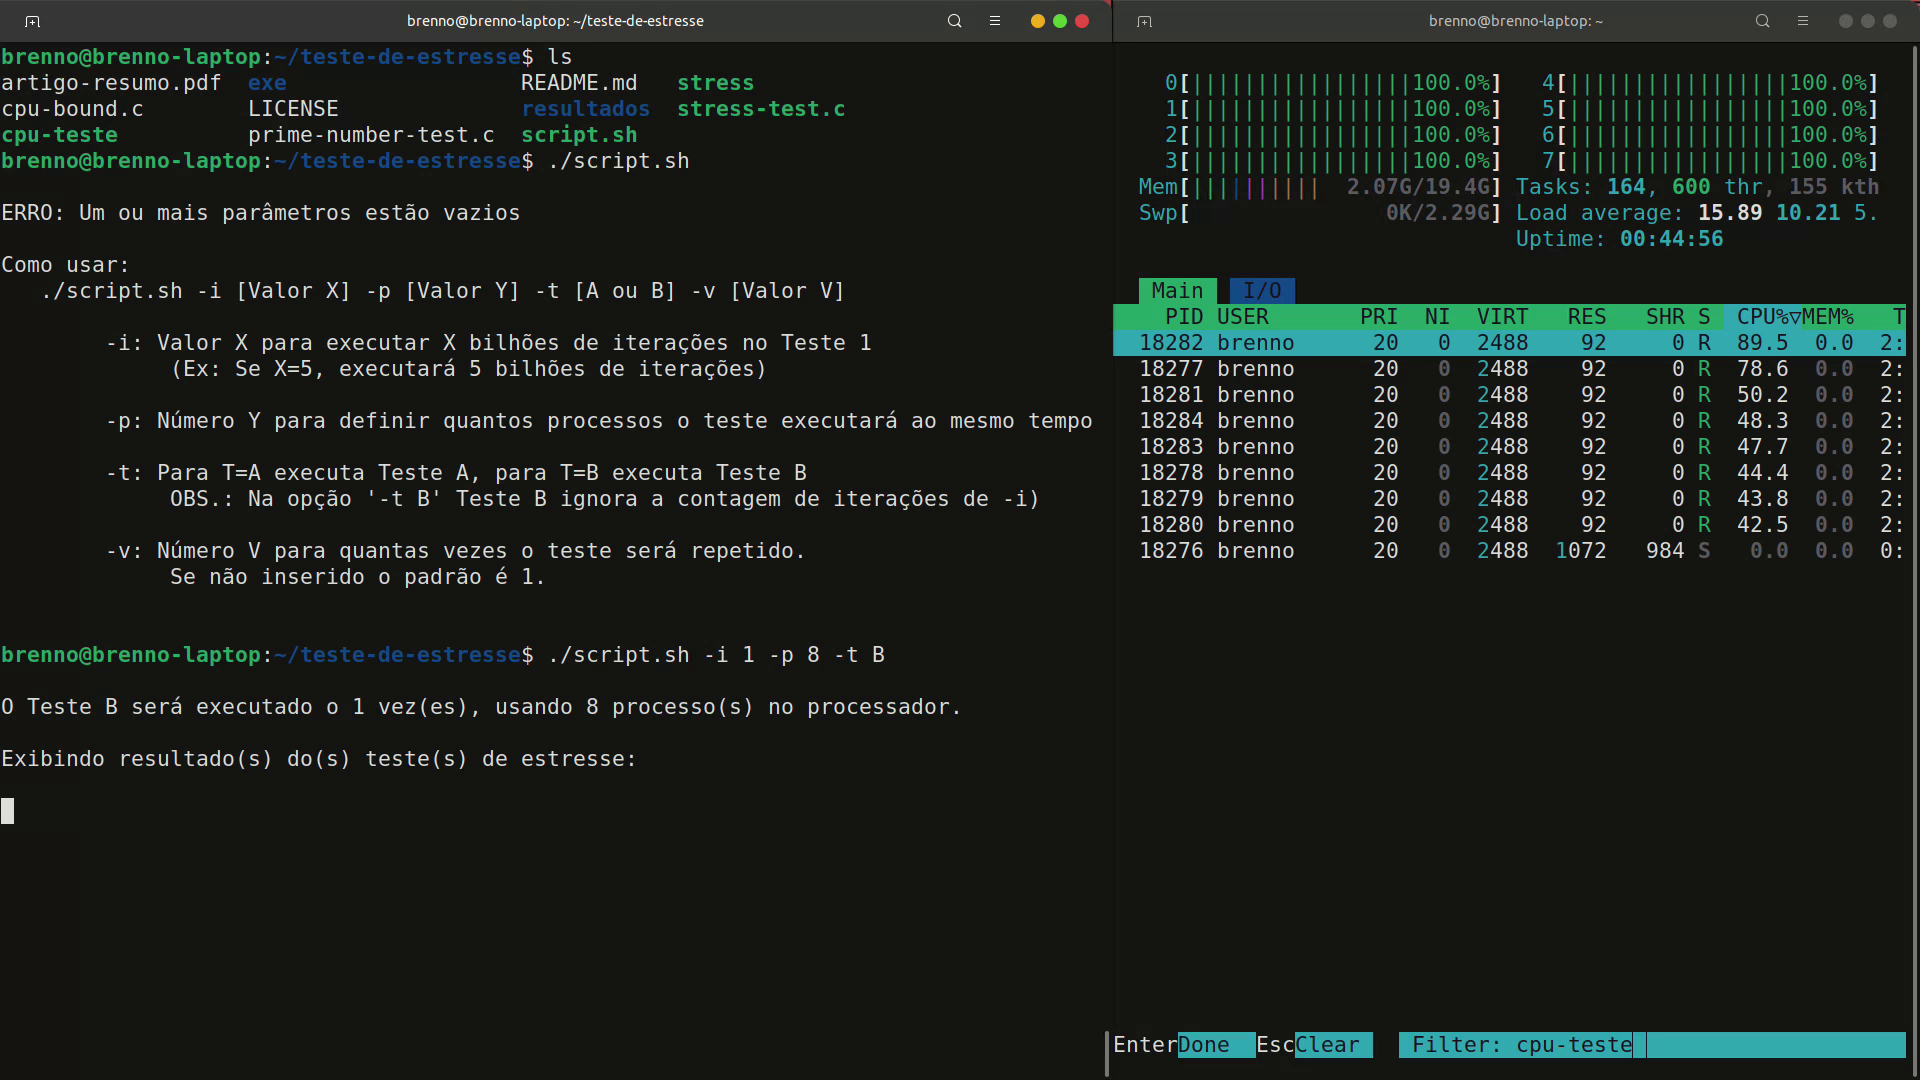 brenno@brenno-laptop: ~/teste-de-estresse
brenno@brenno-laptop:~/teste-de-estresse$ ls
artigo-resumo.pdf  exe                  README.md   stress
cpu-bound.c        LICENSE              resultados  stress-test.c
cpu-teste          prime-number-test.c  script.sh
brenno@brenno-laptop:~/teste-de-estresse$ ./script.sh
ERRO: Um ou mais parâmetros estão vazios
Como usar:
./script.sh -i [Valor X] -p [Valor Y] -t [A ou B] -v [Valor V]
-i: Valor X para executar X bilhões de iterações no Teste 1
(Ex: Se X=5, executará 5 bilhões de iterações)
-p: Número Y para definir quantos processos o teste executará ao mesmo tempo
-t: Para T=A executa Teste A, para T=B executa Teste B
OBS.: Na opção '-t B' Teste B ignora a contagem de iterações de -i)
-v: Número V para quantas vezes o teste será repetido.
Se não inserido o padrão é 1.
brenno@brenno-laptop:~/teste-de-estresse$ ./script.sh -i 1 -p 8 -t B
O Teste B será executado o 1 vez(es), usando 8 processo(s) no processador.
Exibindo resultado(s) do(s) teste(s) de estresse:
brenno@brenno-laptop: ~
0[|||||||||||||||||100.0%]   4[|||||||||||||||||100.0%]
1[|||||||||||||||||100.0%]   5[|||||||||||||||||100.0%]
2[|||||||||||||||||100.0%]   6[|||||||||||||||||100.0%]
3[|||||||||||||||||100.0%]   7[|||||||||||||||||100.0%]
Mem[||||||||||  2.07G/19.4G] Tasks: 164, 600 thr, 155 kth
Swp[               0K/2.29G] Load average: 15.89 10.21 5.
Uptime: 00:44:56
Main  I/O
PID USER       PRI  NI  VIRT   RES   SHR S  CPU%▽MEM%   T
18282 brenno      20   0  2488    92     0 R  89.5  0.0  2:
18277 brenno      20   0  2488    92     0 R  78.6  0.0  2:
18281 brenno      20   0  2488    92     0 R  50.2  0.0  2:
18284 brenno      20   0  2488    92     0 R  48.3  0.0  2:
18283 brenno      20   0  2488    92     0 R  47.7  0.0  2:
18278 brenno      20   0  2488    92     0 R  44.4  0.0  2:
18279 brenno      20   0  2488    92     0 R  43.8  0.0  2:
18280 brenno      20   0  2488    92     0 R  42.5  0.0  2:
18276 brenno      20   0  2488  1072   984 S   0.0  0.0  0:
EnterDone  EscClear   Filter: cpu-teste